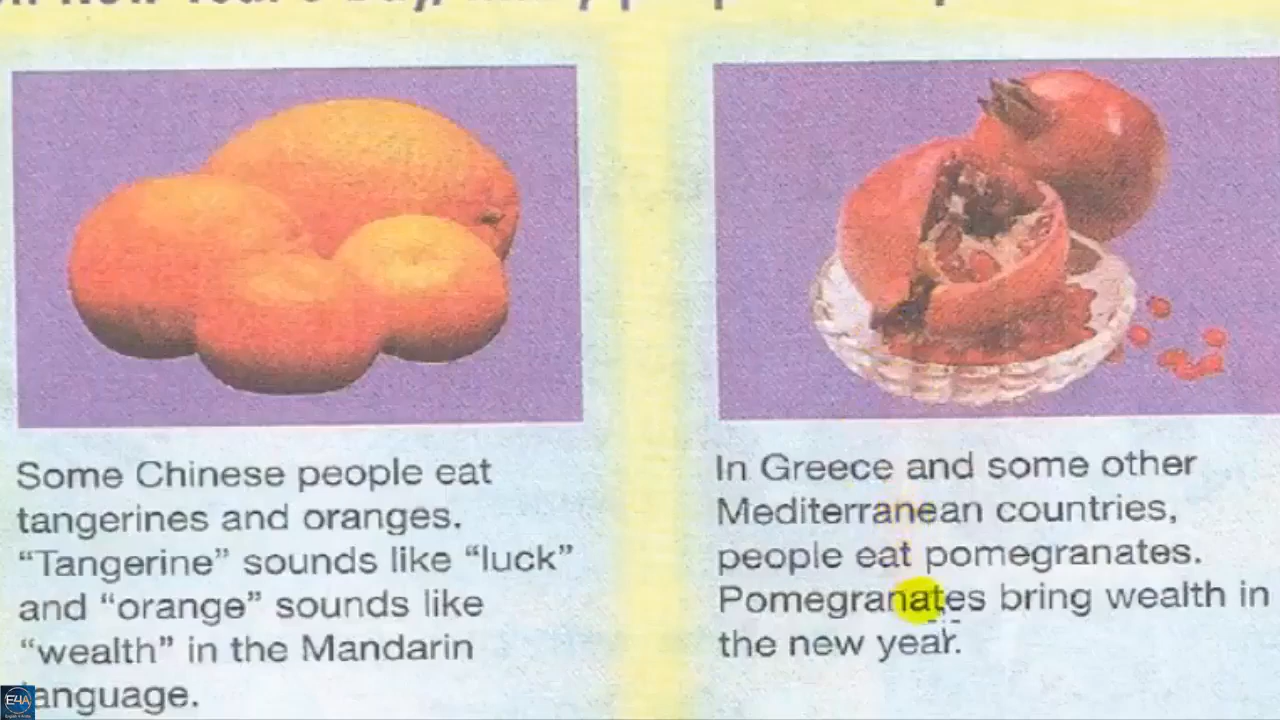 Some Chinese people eat
tangerines and oranges.
"Tangerine" sounds like "luck"
and "orange" sounds like
"wealth" in the Mandarin
language.
In Greece and some other
Mediterranean countries,
people eat pomegranates.
Pomegranates bring wealth in
the new year.
E4A